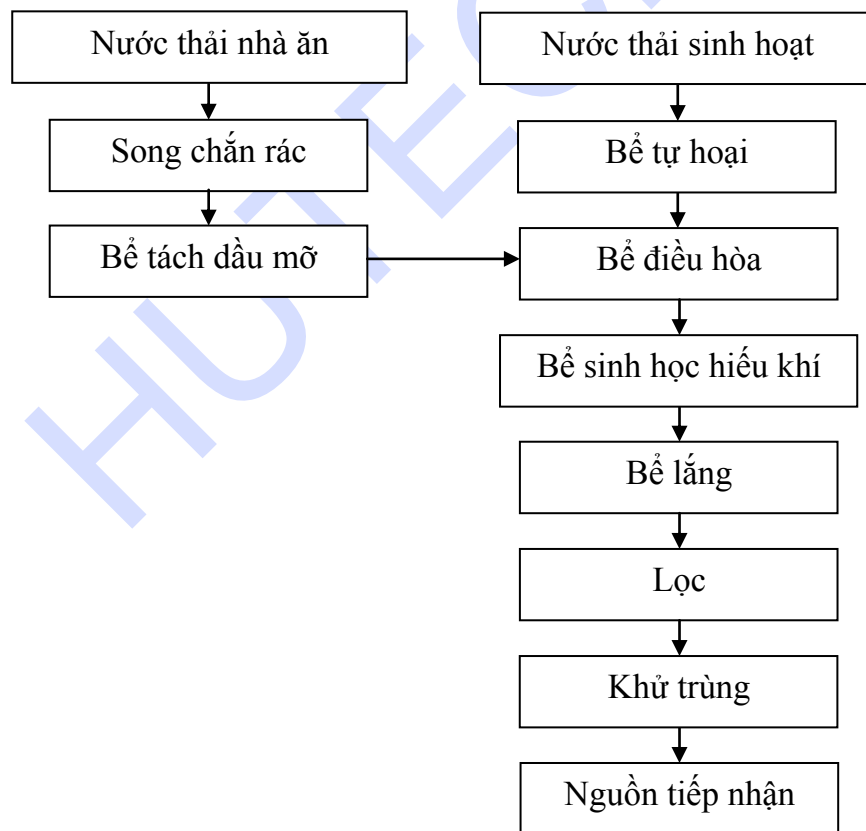 Nước thải nhà ăn
Nước thải sinh hoạt
Song chắn rác
Bể tự hoại
Bể tách dầu mỡ
Bể điều hòa
Bể sinh học hiếu khí
Bể lắng
Lọc
Khử trùng
Nguồn tiếp nhận
HUTEC